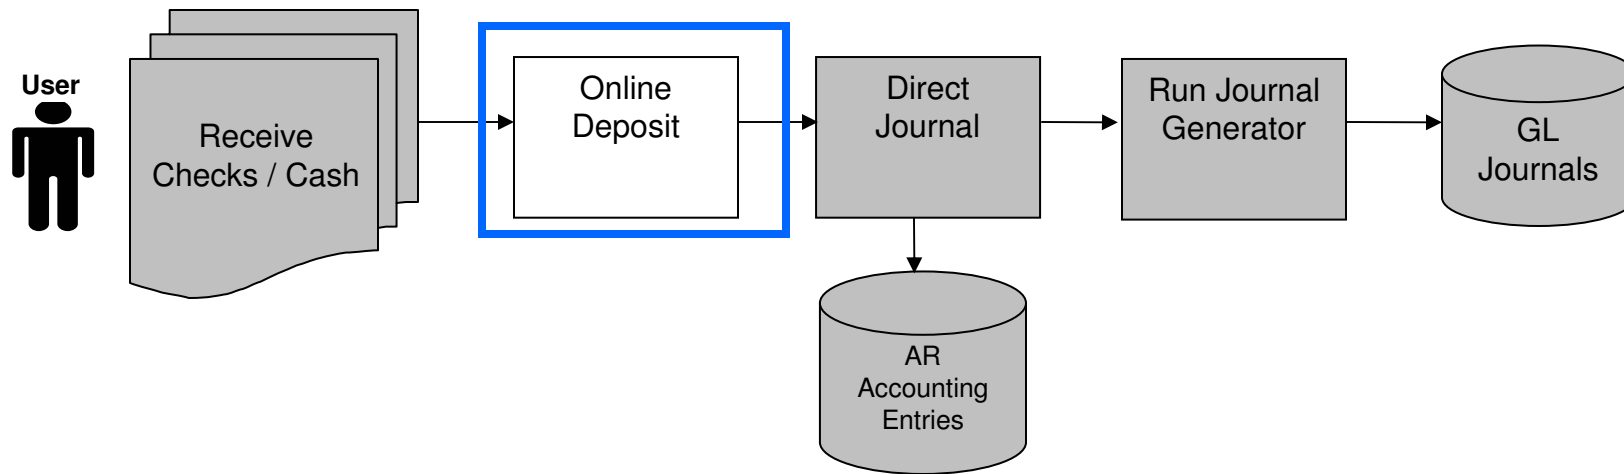 User
Receive
Checks / Cash
Online
Deposit
Direct
Journal
Run Journal
Generator
GL
Journals
AR
Accounting
Entries